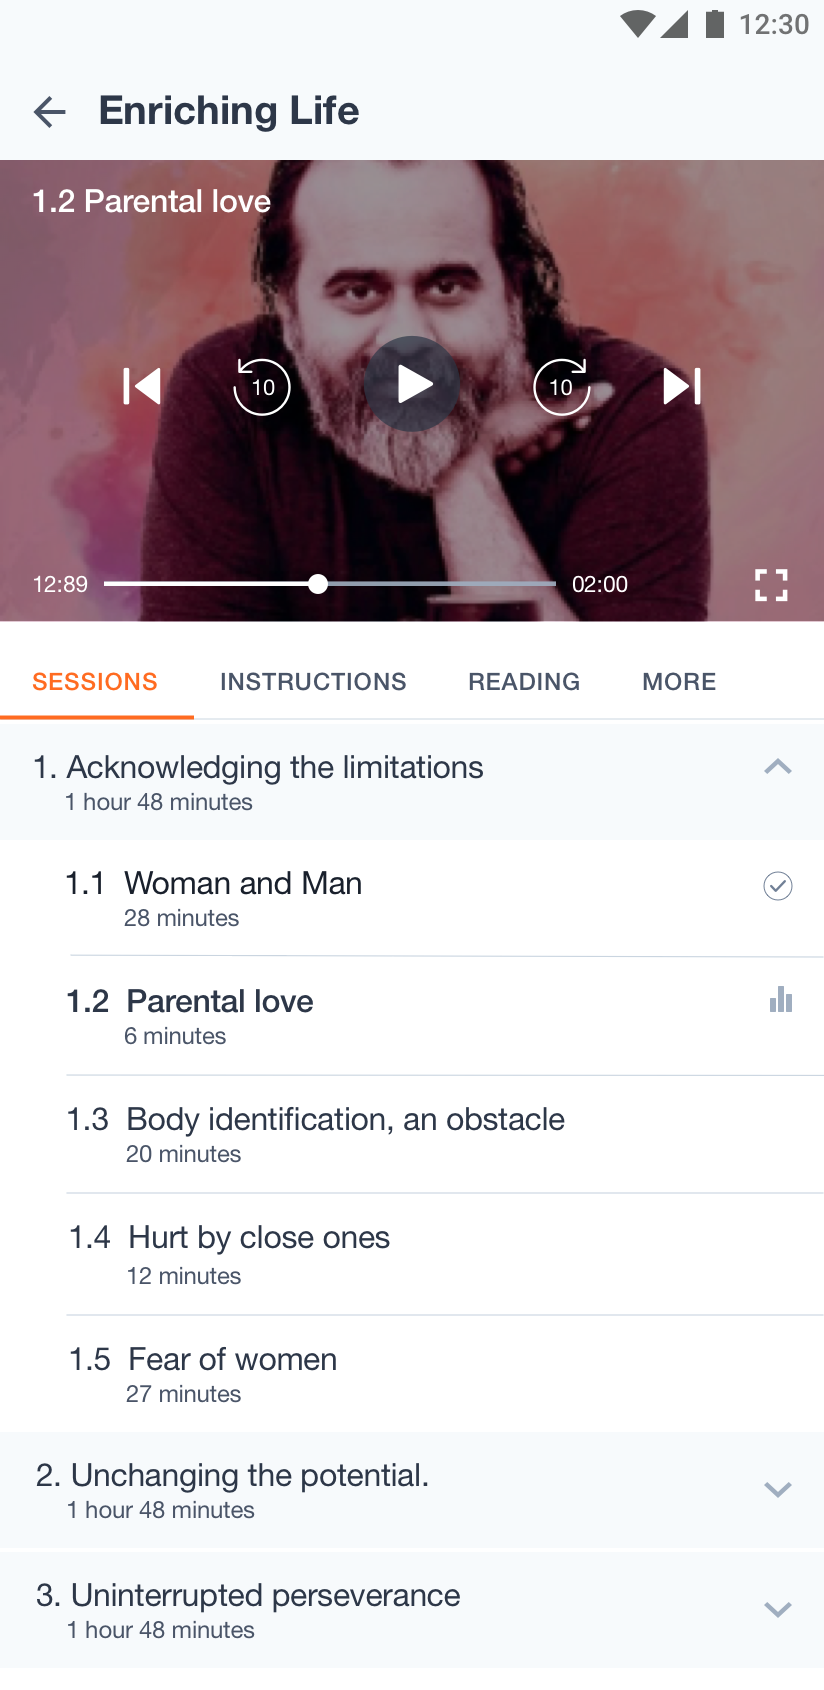 12:30
Enriching Life
1.2 Parental love
10
10
12:89
02:00
SESSIONS INSTRUCTIONS READING MORE
1. Acknowledging the limitations
1 hour 48 minutes
1.1 Woman and Man
28 minutes
1.2 Parental love
6 minutes
1.3 Body identification, an obstacle
20 minutes
1.4 Hurt by close ones
12 minutes
1.5 Fear of women
27 minutes
2. Unchanging the potential.
1 hour 48 minutes
3. Uninterrupted perseverance
1 hour 48 minutes